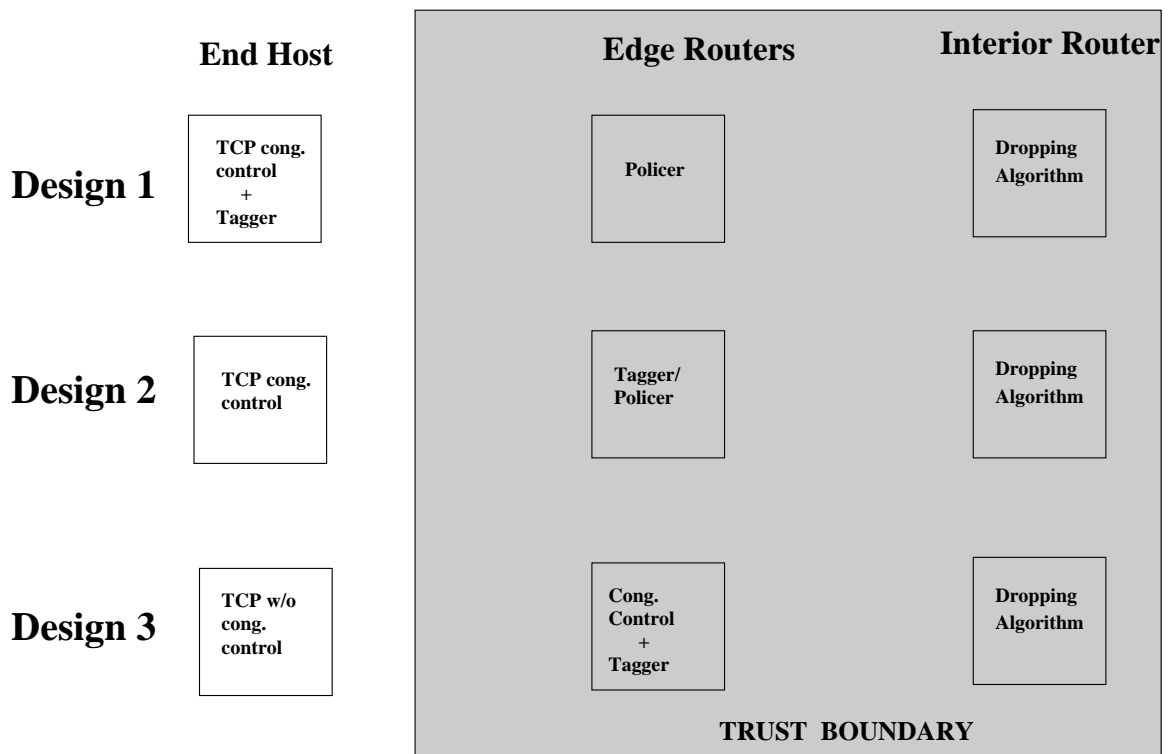 End Host
Edge Routers
Interior Router
Design 1
TCP cong.
control
+
Tagger
Policer
Dropping
Algorithm
Design 2
TCP cong.
control
Tagger/
Policer
Dropping
Algorithm
Design 3
TCP w/o
cong.
control
Cong.
Control
+
Tagger
Dropping
Algorithm
TRUST BOUNDARY